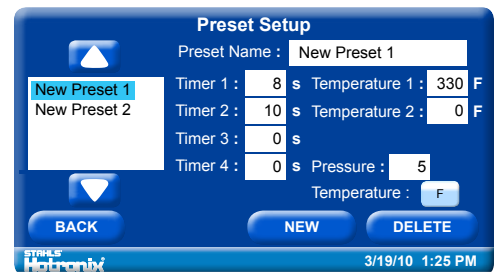 Preset Setup
Preset Name : New Preset 1
New Preset 1
New Preset 2
Timer 1 : 8 s Temperature 1 : 330 F
Timer 2 : 10 s Temperature 2 : 0 F
Timer 3 : 0 s
Timer 4 : 0 s Pressure : 5
Temperature : F
BACK NEW DELETE
STAHLS'
Hotronix
3/19/10 1:25 PM